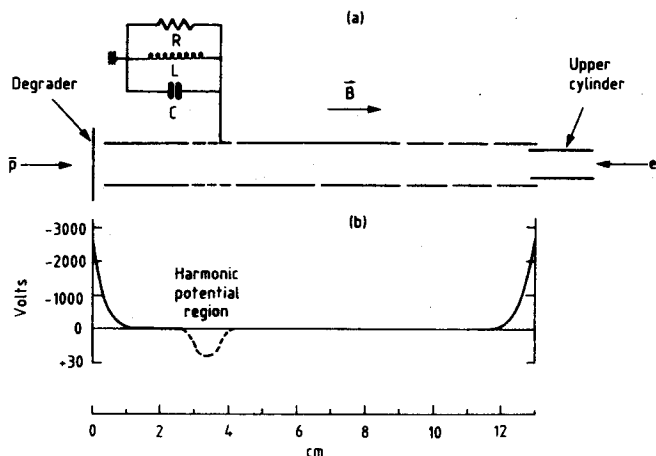 (a)
R
L
C
Degrader
B
Upper
cylinder
p̄
e
(b)
-3000
-2000
-1000
0
+30
Volts
Harmonic
potential
region
0 2 4 6 8 10 12
cm